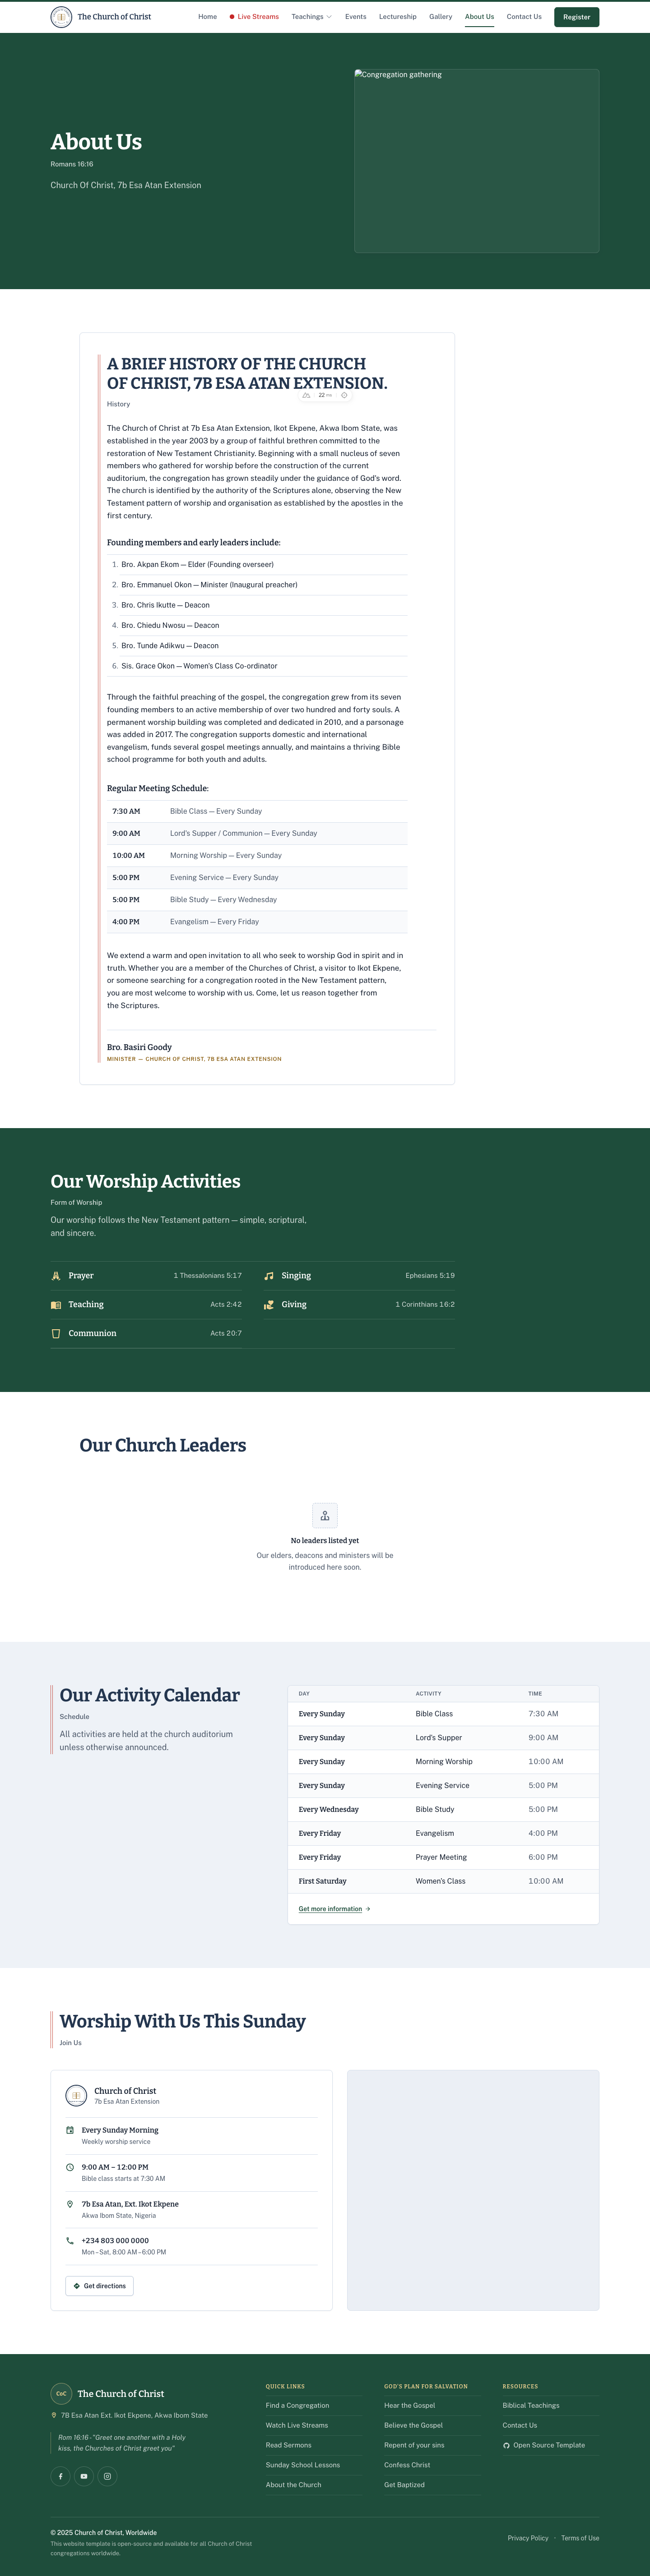 The Church of Christ
Home
Live Streams
Teachings
Events
Lectureship
Gallery
About Us
Contact Us
Register
About Us
Romans 16:16
Church Of Christ, 7b Esa Atan Extension
Congregation gathering
A BRIEF HISTORY OF THE CHURCH
OF CHRIST, 7B ESA ATAN EXTENSION.
22 ms
History
The Church of Christ at 7b Esa Atan Extension, Ikot Ekpene, Akwa Ibom State, was
established in the year 2003 by a group of faithful brethren committed to the
restoration of New Testament Christianity. Beginning with a small nucleus of seven
members who gathered for worship before the construction of the current
auditorium, the congregation has grown steadily under the guidance of God's word.
The church is identified by the authority of the Scriptures alone, observing the New
Testament pattern of worship and organisation as established by the apostles in the
first century.
Founding members and early leaders include:
1. Bro. Akpan Ekom — Elder (Founding overseer)
2. Bro. Emmanuel Okon — Minister (Inaugural preacher)
3. Bro. Chris Ikutte — Deacon
4. Bro. Chiedu Nwosu — Deacon
5. Bro. Tunde Adikwu — Deacon
6. Sis. Grace Okon — Women's Class Co-ordinator
Through the faithful preaching of the gospel, the congregation grew from its seven
founding members to an active membership of over two hundred and forty souls. A
permanent worship building was completed and dedicated in 2010, and a parsonage
was added in 2017. The congregation supports domestic and international
evangelism, funds several gospel meetings annually, and maintains a thriving Bible
school programme for both youth and adults.
Regular Meeting Schedule:
7:30 AM Bible Class — Every Sunday
9:00 AM Lord's Supper / Communion — Every Sunday
10:00 AM Morning Worship — Every Sunday
5:00 PM Evening Service — Every Sunday
5:00 PM Bible Study — Every Wednesday
4:00 PM Evangelism — Every Friday
We extend a warm and open invitation to all who seek to worship God in spirit and in
truth. Whether you are a member of the Churches of Christ, a visitor to Ikot Ekpene,
or someone searching for a congregation rooted in the New Testament pattern,
you are most welcome to worship with us. Come, let us reason together from
the Scriptures.
Bro. Basiri Goody
MINISTER — CHURCH OF CHRIST, 7B ESA ATAN EXTENSION
Our Worship Activities
Form of Worship
Our worship follows the New Testament pattern — simple, scriptural,
and sincere.
Prayer 1 Thessalonians 5:17
Singing Ephesians 5:19
Teaching Acts 2:42
Giving 1 Corinthians 16:2
Communion Acts 20:7
Our Church Leaders
No leaders listed yet
Our elders, deacons and ministers will be
introduced here soon.
Our Activity Calendar
Schedule
All activities are held at the church auditorium
unless otherwise announced.
DAY ACTIVITY TIME
Every Sunday Bible Class 7:30 AM
Every Sunday Lord's Supper 9:00 AM
Every Sunday Morning Worship 10:00 AM
Every Sunday Evening Service 5:00 PM
Every Wednesday Bible Study 5:00 PM
Every Friday Evangelism 4:00 PM
Every Friday Prayer Meeting 6:00 PM
First Saturday Women's Class 10:00 AM
Get more information →
Worship With Us This Sunday
Join Us
Church of Christ
7b Esa Atan Extension
Every Sunday Morning
Weekly worship service
9:00 AM – 12:00 PM
Bible class starts at 7:30 AM
7b Esa Atan, Ext. Ikot Ekpene
Akwa Ibom State, Nigeria
+234 803 000 0000
Mon – Sat, 8:00 AM – 6:00 PM
Get directions
CoC
The Church of Christ
7B Esa Atan Ext. Ikot Ekpene, Akwa Ibom State
Rom 16:16 - "Greet one another with a Holy
kiss, the Churches of Christ greet you"
QUICK LINKS
Find a Congregation
Watch Live Streams
Read Sermons
Sunday School Lessons
About the Church
GOD'S PLAN FOR SALVATION
Hear the Gospel
Believe the Gospel
Repent of your sins
Confess Christ
Get Baptized
RESOURCES
Biblical Teachings
Contact Us
Open Source Template
© 2025 Church of Christ, Worldwide
This website template is open-source and available for all Church of Christ
congregations worldwide.
Privacy Policy · Terms of Use